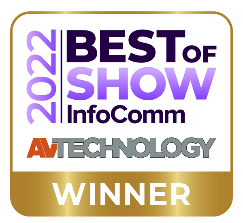 2022
BEST OF
SHOW
InfoComm
AVTECHNOLOGY
WINNER